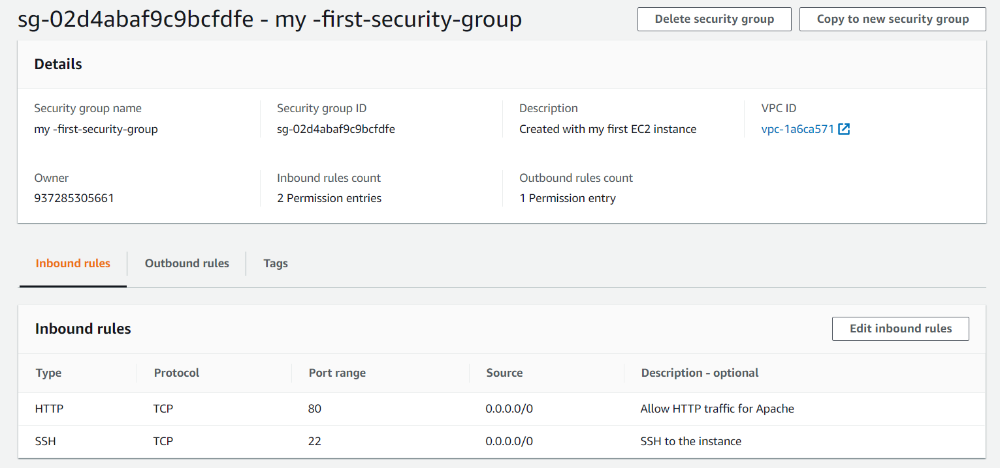 sg-02d4abaf9c9bcfdfe - my -first-security-group
Delete security group
Copy to new security group
Details
Security group name
Security group ID
Description
VPC ID
my -first-security-group
sg-02d4abaf9c9bcfdfe
Created with my first EC2 instance
vpc-1a6ca571
Owner
Inbound rules count
Outbound rules count
937285305661
2 Permission entries
1 Permission entry
Inbound rules
Outbound rules
Tags
Inbound rules
Edit inbound rules
Type
Protocol
Port range
Source
Description - optional
HTTP
TCP
80
0.0.0.0/0
Allow HTTP traffic for Apache
SSH
TCP
22
0.0.0.0/0
SSH to the instance